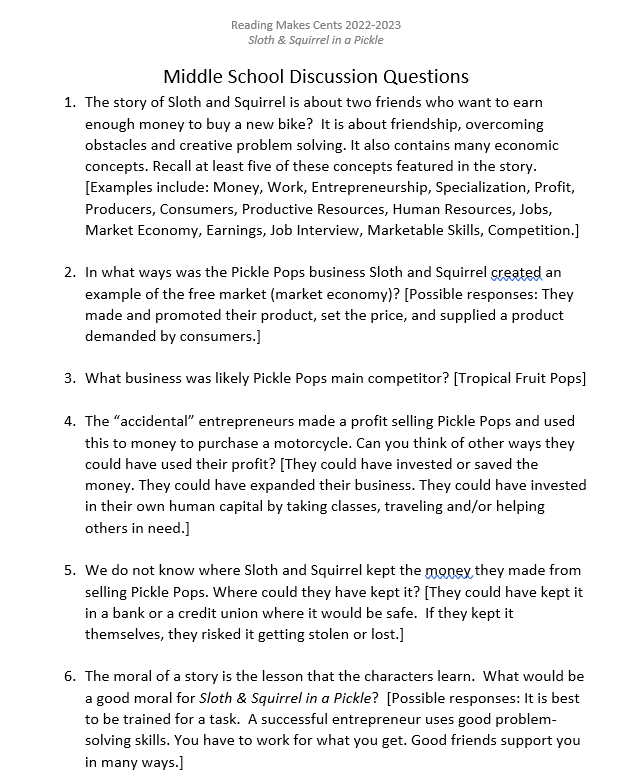 Reading Makes Cents 2022-2023
Sloth & Squirrel in a Pickle
Middle School Discussion Questions
1. The story of Sloth and Squirrel is about two friends who want to earn
enough money to buy a new bike?  It is about friendship, overcoming
obstacles and creative problem solving. It also contains many economic
concepts. Recall at least five of these concepts featured in the story.
[Examples include: Money, Work, Entrepreneurship, Specialization, Profit,
Producers, Consumers, Productive Resources, Human Resources, Jobs,
Market Economy, Earnings, Job Interview, Marketable Skills, Competition.]
2. In what ways was the Pickle Pops business Sloth and Squirrel created an
example of the free market (market economy)? [Possible responses: They
made and promoted their product, set the price, and supplied a product
demanded by consumers.]
3. What business was likely Pickle Pops main competitor? [Tropical Fruit Pops]
4. The “accidental” entrepreneurs made a profit selling Pickle Pops and used
this to money to purchase a motorcycle. Can you think of other ways they
could have used their profit? [They could have invested or saved the
money. They could have expanded their business. They could have invested
in their own human capital by taking classes, traveling and/or helping
others in need.]
5. We do not know where Sloth and Squirrel kept the money they made from
selling Pickle Pops. Where could they have kept it? [They could have kept it
in a bank or a credit union where it would be safe.  If they kept it
themselves, they risked it getting stolen or lost.]
6. The moral of a story is the lesson that the characters learn.  What would be
a good moral for Sloth & Squirrel in a Pickle?  [Possible responses: It is best
to be trained for a task.  A successful entrepreneur uses good problem-
solving skills. You have to work for what you get. Good friends support you
in many ways.]